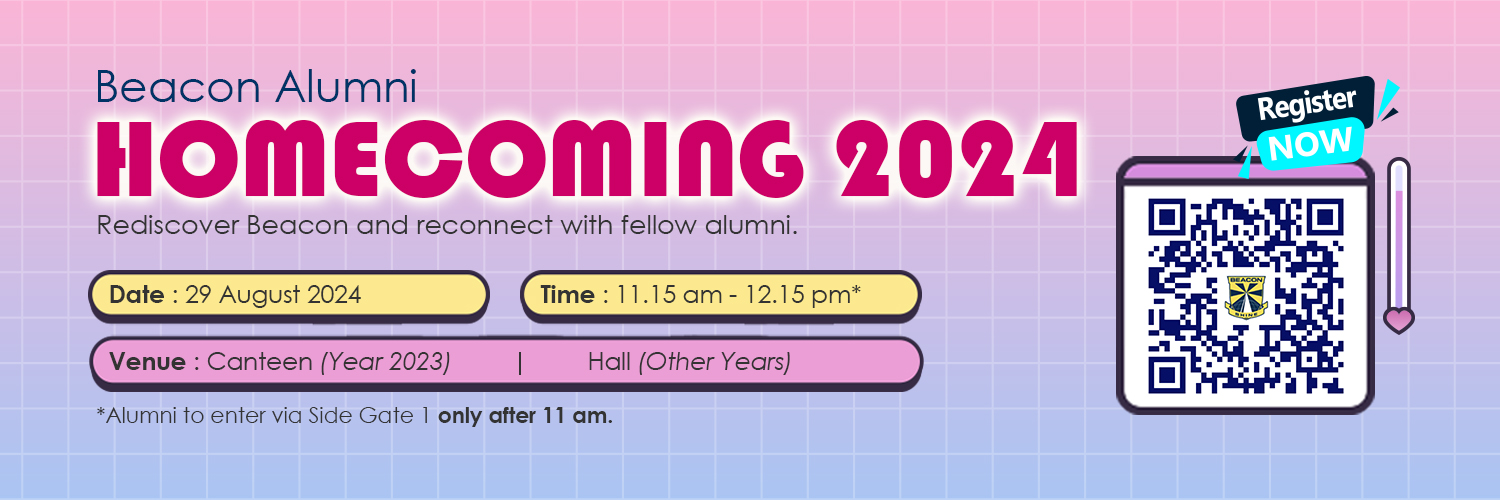 Beacon Alumni
HOMECOMING 2024
Rediscover Beacon and reconnect with fellow alumni.
Date : 29 August 2024
Time : 11.15 am - 12.15 pm*
Venue : Canteen (Year 2023) | Hall (Other Years)
*Alumni to enter via Side Gate 1 only after 11 am.
Register
NOW
BEACON
SHINE